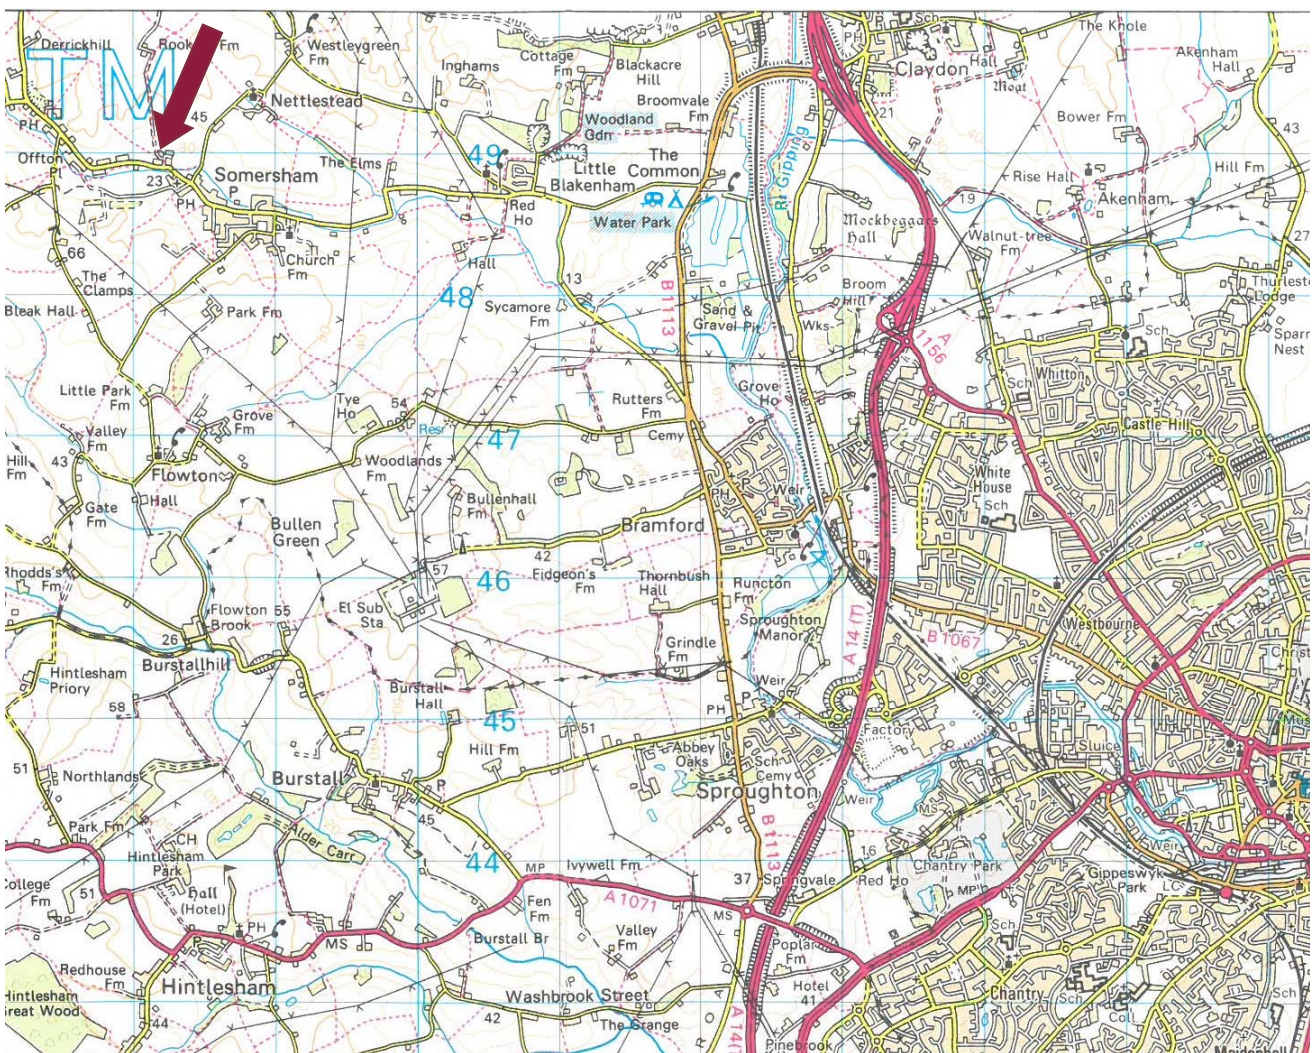 Derrickhill
Westleygreen
Fm
Inghams
Cottage
Fm
Blackacre
Hill
PH
Sch
Claydon
Hall
Moat
The Knole
Akenham
Hall
TM
Nettlestead
45
Broomvale
Fm
Woodland
21
Bower Fm
43
PH
Offton
Pl
23
PH
P
Somersham
The Elms
49
Little
Blakenham
The
Common
R Gipping
Rise Hall
Akenham
Hill Fm
Red
Ho
Water Park
Mockbeggars
Hall
19
Walnut-tree
Fm
66
The
Clamps
Church
Fm
Hall
13
27
Bleak Hall
Park Fm
48
Sycamore
Fm
B1113
Sand &
Gravel Pit
Wks
Broom
Hill
A
1156
Sch
Lodge
Nest
Little Park
Fm
Tye
Ho
54
Resr
Rutters
Fm
Grove
Ho
Sch
Whitton
Valley
Fm
Grove
Fm
47
Cemy
Castle Hill
Hill
Fm
43
Flowton
Hall
Woodlands
Fm
White
House
Sch
Gate
Fm
Bullen
Green
Bullenhall
Fm
PH
P
Weir
Bramford
42
57
46
Fidgeon's
Fm
Thornbush
Hall
Runcton
Fm
Rhodds's
Fm
Flowton
Brook
55
El Sub
Sta
Sproughton
Manor
A 14 (T)
B 1067
Westbourne
26
Burstallhill
Grindle
Fm
Hintlesham
Priory
58
Burstall
Hall
45
51
Weir
PH
P
Factory
Sluice
51
Northlands
Burstall
Hill Fm
Abbey
Oaks
Sch
Cemy
Sproughton
Weir
MS
P
45
Park Fm
CH
Hintlesham
Park
Alder Carr
44
MP
Ivywell Fm
B1113
37
Springvale
16
Red Ho
Chantry Park
MP
Weir
Gippeswyk
Park
LC
College
Fm
51
Hall
(Hotel)
PH
MS
Fen
Fm
A 1071
MS
Burstall Br
Valley
Fm
Poplar
Fm
Sch
Redhouse
Fm
Hintlesham
Hotel
41
Hintlesham
Great Wood
44
Washbrook Street
42
The Grange
A14(T)
Pinebrook
Chantry
Sch
Coll
Sch